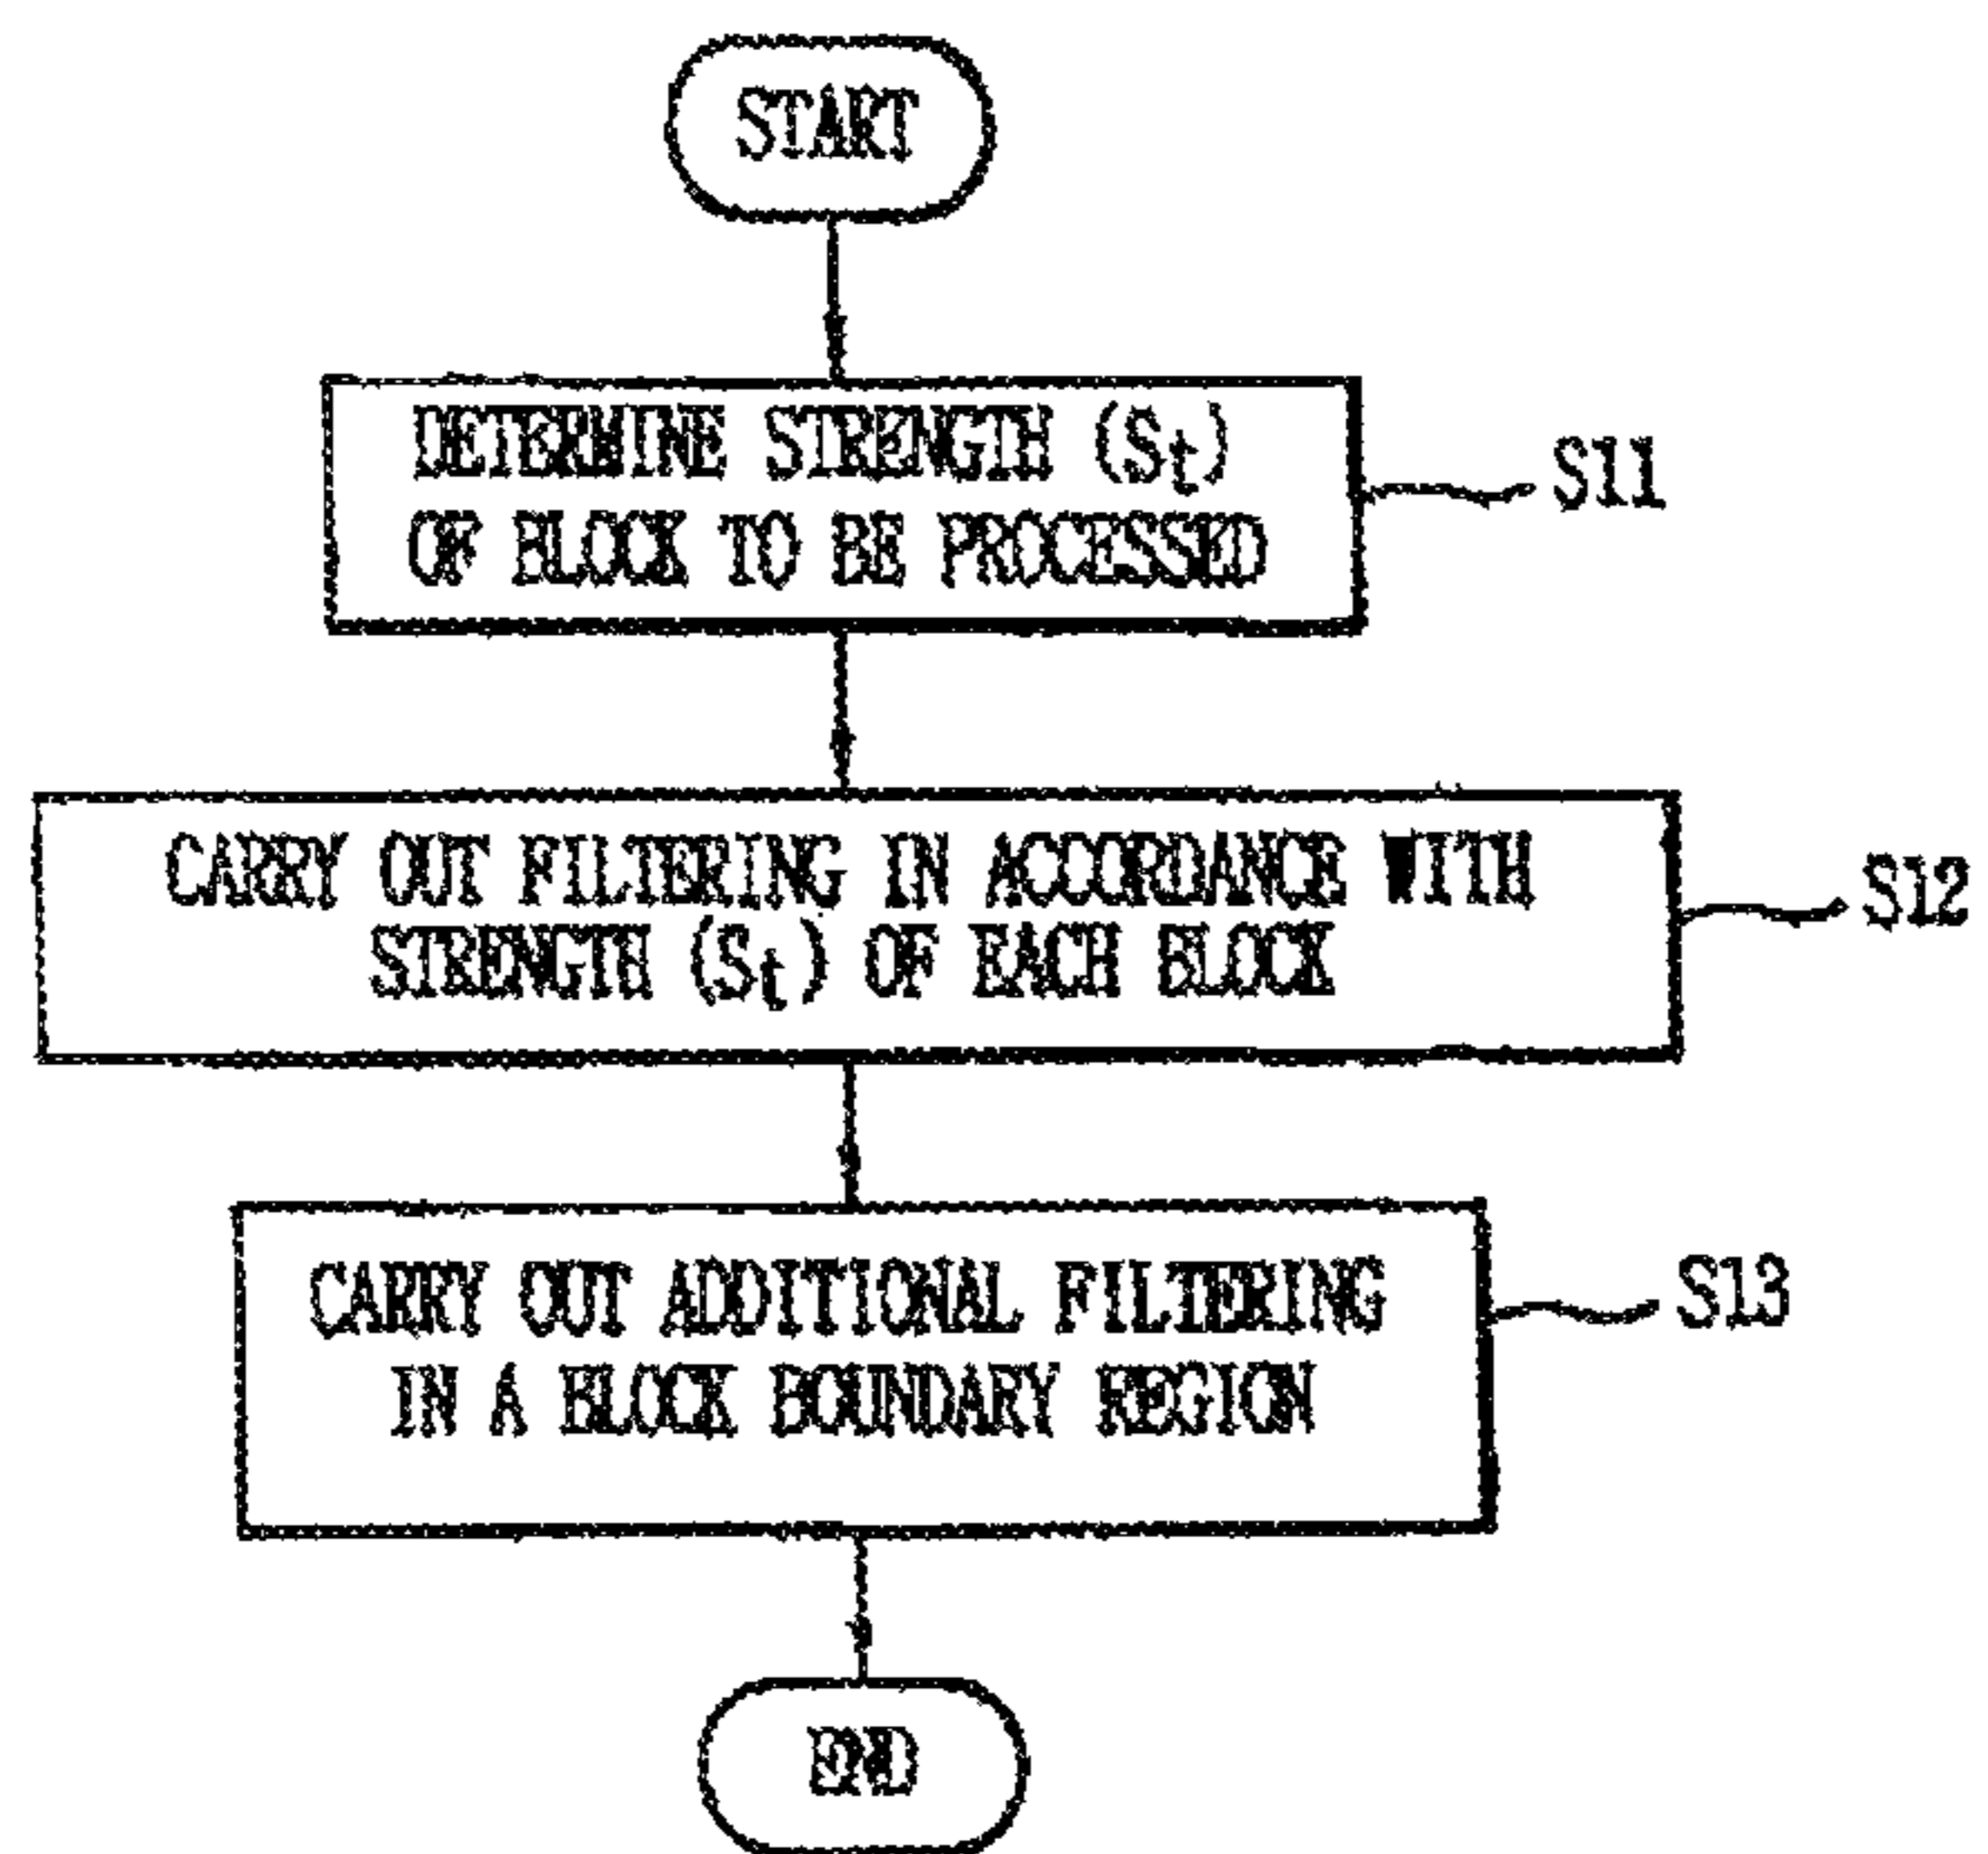 START
DETERMINE STRENGTH (St)
OF BLOCK TO BE PROCESSED
S11
CARRY OUT FILTERING IN ACCORDANCE WITH
STRENGTH (St) OF EACH BLOCK
S12
CARRY OUT ADDITIONAL FILTERING
IN A BLOCK BOUNDARY REGION
S13
END